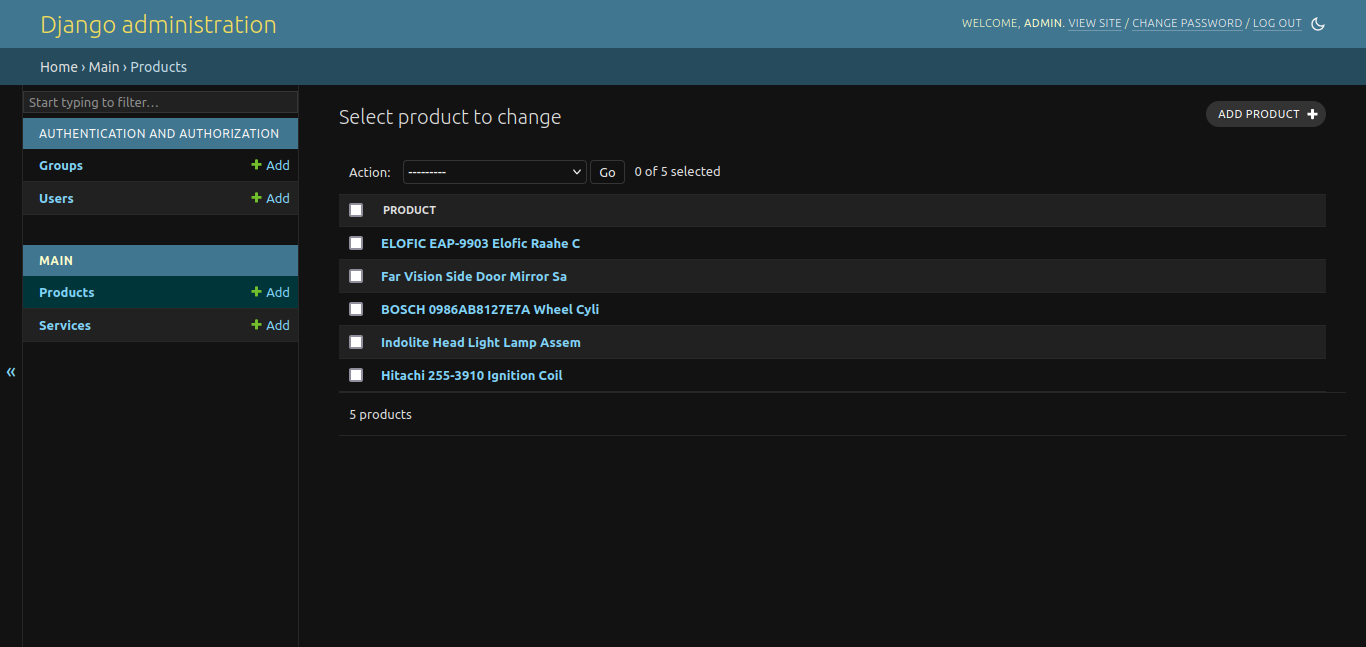 Django administration
WELCOME, ADMIN. VIEW SITE / CHANGE PASSWORD / LOG OUT
Home › Main › Products
Start typing to filter...
AUTHENTICATION AND AUTHORIZATION
Groups + Add
Users + Add
MAIN
Products + Add
Services + Add
«
Select product to change
ADD PRODUCT +
Action: --------- Go 0 of 5 selected
PRODUCT
ELOFIC EAP-9903 Elofic Raahe C
Far Vision Side Door Mirror Sa
BOSCH 0986AB8127E7A Wheel Cyli
Indolite Head Light Lamp Assem
Hitachi 255-3910 Ignition Coil
5 products